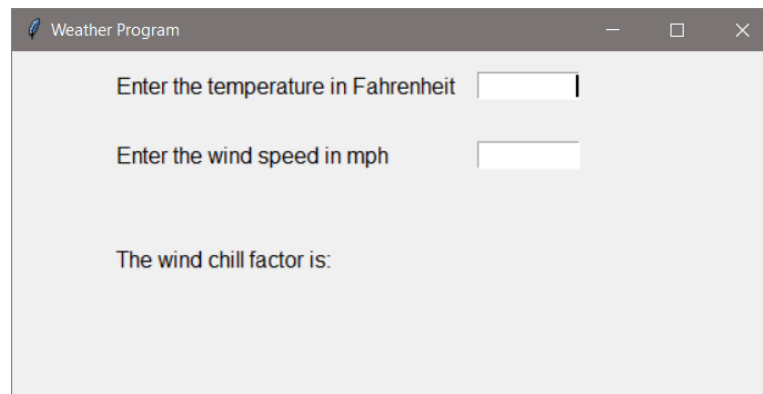 Weather Program
Enter the temperature in Fahrenheit
Enter the wind speed in mph
The wind chill factor is: